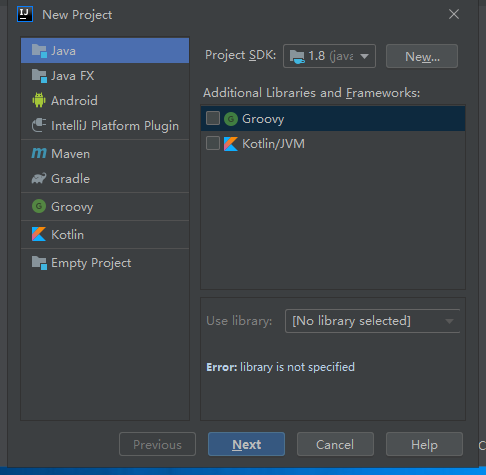 New Project
Java
Java FX
Android
IntelliJ Platform Plugin
Maven
Gradle
Groovy
Kotlin
Empty Project
Project SDK: 1.8 (java New...
Additional Libraries and Frameworks:
Groovy
Kotlin/JVM
Use library: [No library selected]
Error: library is not specified
Previous Next Cancel Help